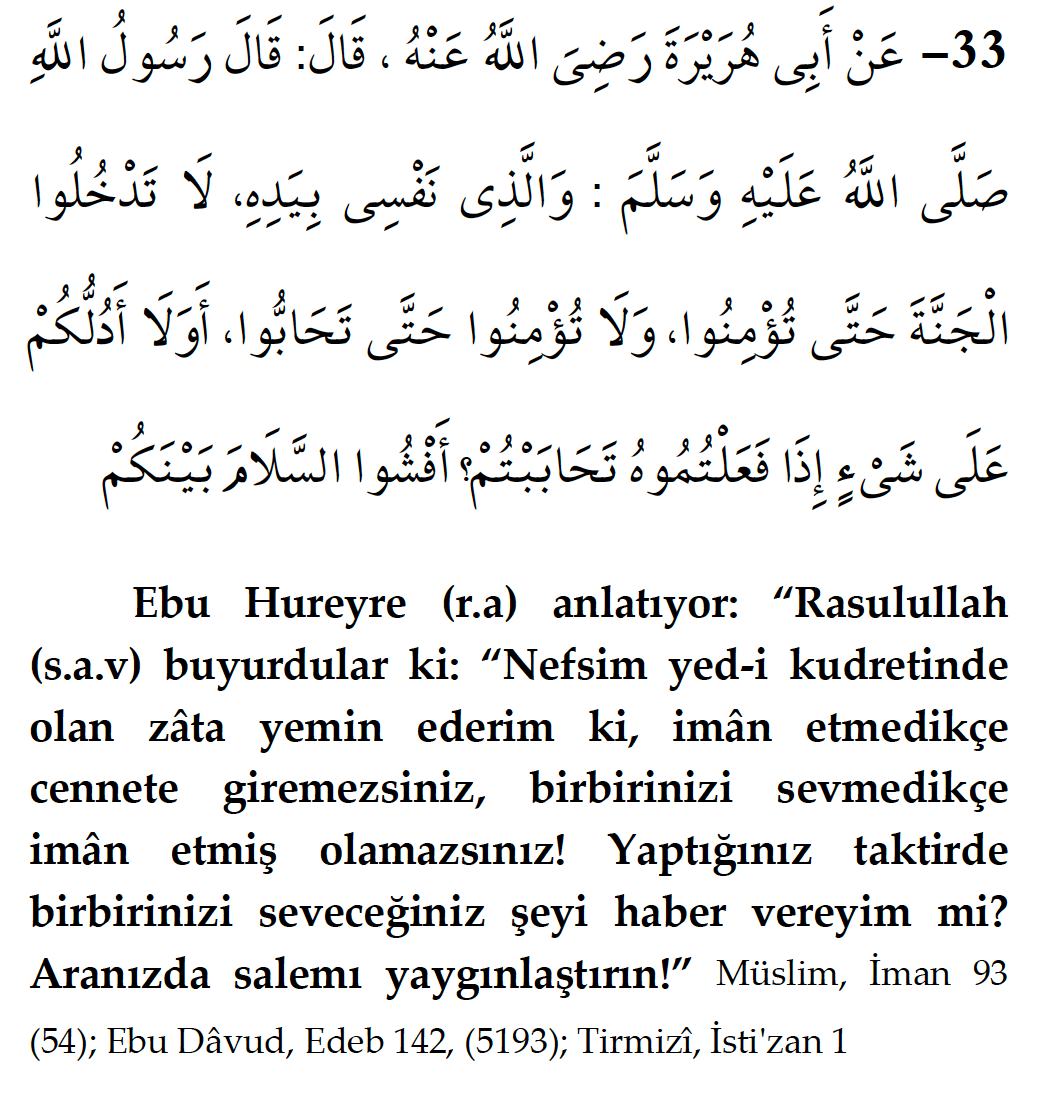 33- عَنْ أَبِى هُرَيْرَةَ رَضِىَ اللَّهُ عَنْهُ ، قَالَ: قَالَ رَسُولُ اللَّهِ
صَلَّى اللَّهُ عَلَيْهِ وَسَلَّمَ : وَالَّذِى نَفْسِى بِيَدِهِ، لَا تَدْخُلُوا
الْجَنَّةَ حَتَّى تُؤْمِنُوا، وَلَا تُؤْمِنُوا حَتَّى تَحَابُّوا، أَوَلَا أَدُلُّكُمْ
عَلَى شَىْءٍ إِذَا فَعَلْتُمُوهُ تَحَابَبْتُمْ؟ أَفْشُوا السَّلَامَ بَيْنَكُمْ
Ebu Hureyre (r.a) anlatıyor: “Rasulullah
(s.a.v) buyurdular ki: “Nefsim yed-i kudretinde
olan zâta yemin ederim ki, imân etmedikçe
cennete giremezsiniz, birbirinizi sevmedikçe
imân etmiş olamazsınız! Yaptığınız taktirde
birbirinizi seveceğiniz şeyi haber vereyim mi?
Aranızda salemı yaygınlaştırın!” Müslim, İman 93
(54); Ebu Dâvud, Edeb 142, (5193); Tirmizî, İsti'zan 1